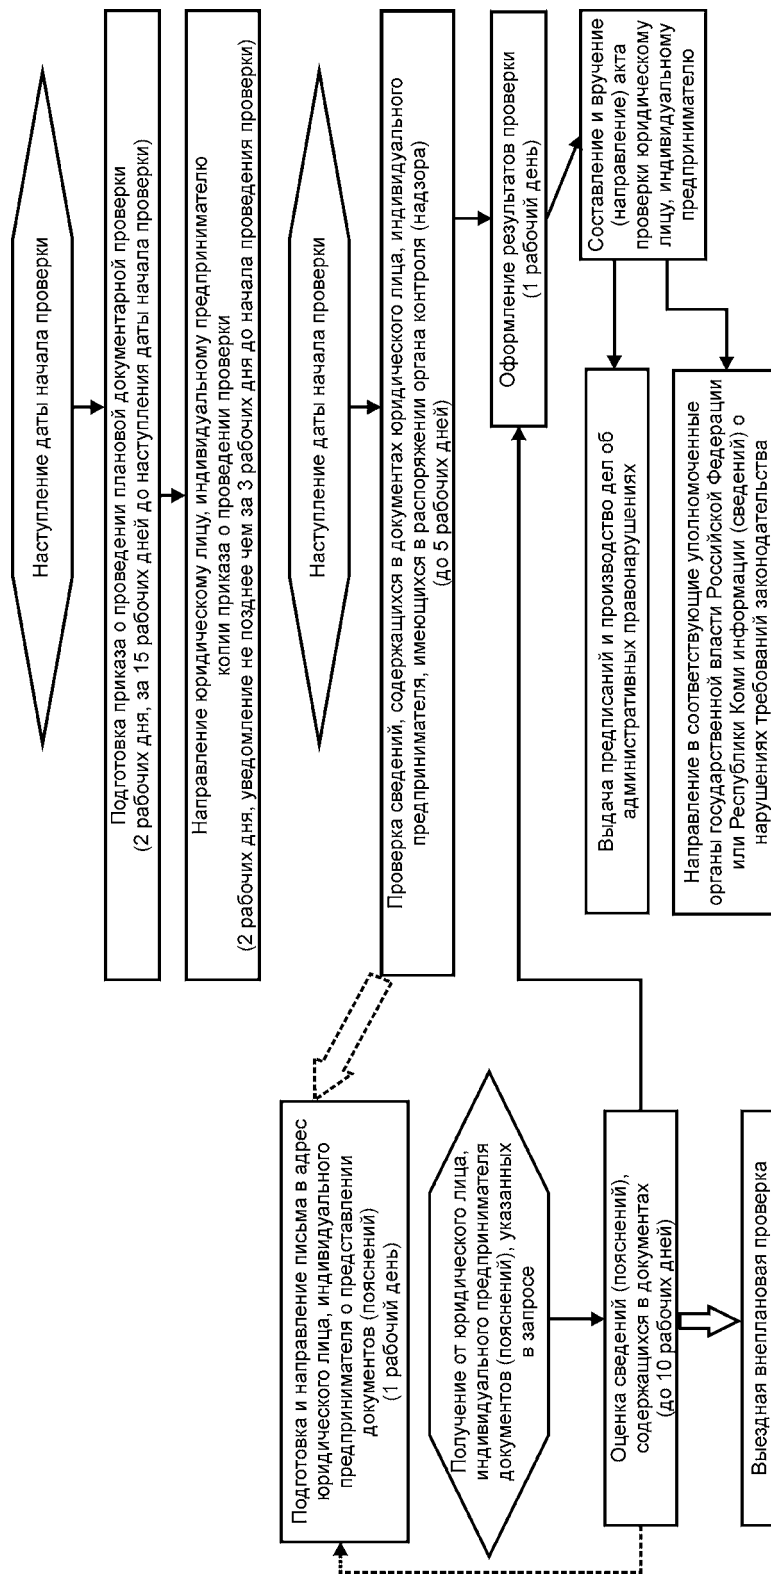 Наступление даты начала проверки
Подготовка приказа о проведении плановой документарной проверки
(2 рабочих дня, за 15 рабочих дней до наступления даты начала проверки)
Направление юридическому лицу, индивидуальному предпринимателю
копии приказа о проведении проверки
(2 рабочих дня, уведомление не позднее чем за 3 рабочих дня до начала проведения проверки)
Наступление даты начала проверки
Проверка сведений, содержащихся в документах юридического лица, индивидуального
предпринимателя, имеющихся в распоряжении органа контроля (надзора)
(до 5 рабочих дней)
Подготовка и направление письма в адрес
юридического лица, индивидуального
предпринимателя о представлении
документов (пояснений)
(1 рабочий день)
Получение от юридического лица,
индивидуального предпринимателя
документов (пояснений), указанных
в запросе
Оформление результатов проверки
(1 рабочий день)
Оценка сведений (пояснений),
содержащихся в документах
(до 10 рабочих дней)
Составление и вручение
(направление) акта
проверки юридическому
лицу, индивидуальному
предпринимателю
Выдача предписаний и производство дел об
административных правонарушениях
Направление в соответствующие уполномоченные
органы государственной власти Российской Федерации
или Республики Коми информации (сведений) о
нарушениях требований законодательства
Выездная внеплановая проверка